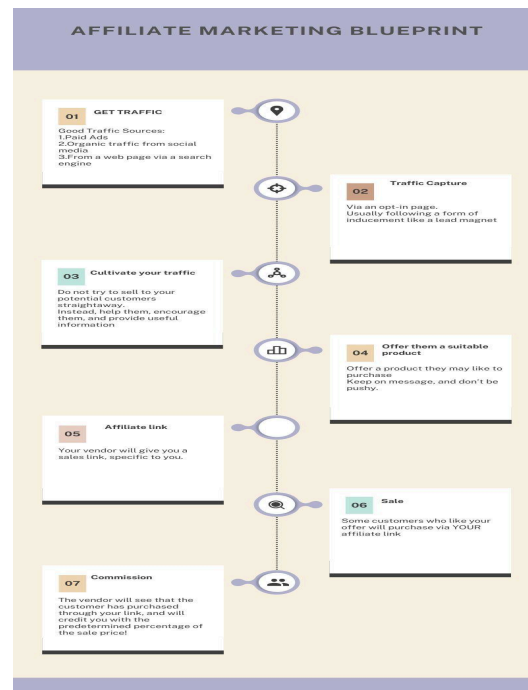 AFFILIATE MARKETING BLUEPRINT
01
GET TRAFFIC
Good Traffic Sources:
1.Paid Ads
2.Organic traffic from social
media
3.From a web page via a search
engine
02
Traffic Capture
Via an opt-in page.
Usually following a form of
inducement like a lead magnet
03
Cultivate your traffic
Do not try to sell to your
potential customers
straightaway.
Instead, help them, encourage
them, and provide useful
information
04
Offer them a suitable
product
Offer a product they may like to
purchase
Keep on message, and don't be
pushy.
05
Affiliate link
Your vendor will give you a
sales link, specific to you.
06
Sale
Some customers who like your
offer will purchase via YOUR
affiliate link
07
Commission
The vendor will see that the
customer has purchased
through your link, and will
credit you with the
predetermined percentage of
the sale price!